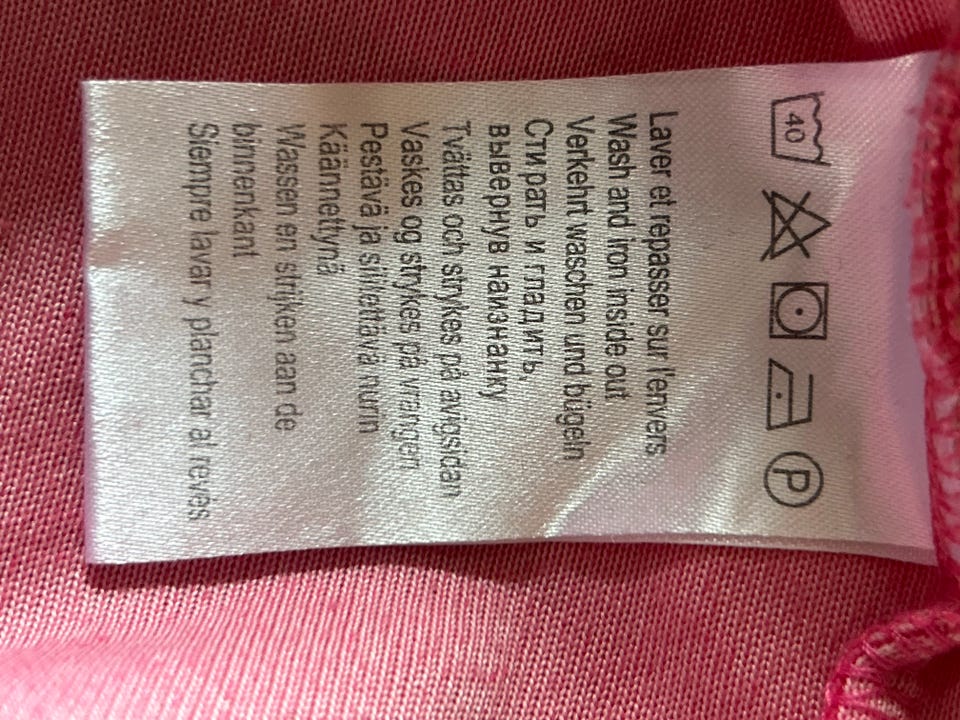 40 P
Laver et repasser sur l'envers
Wash and iron inside out
Verkehrt waschen und bügeln
Стирать и гладить,
вывернув наизнанку
Tvättas och strykes på avigsidan
Vaskes og strykes på vrangen
Pestävä ja silitettävä nurin
Käännettynä
Wassen en strijken aan de
binnenkant
Siempre lavar y planchar al revés